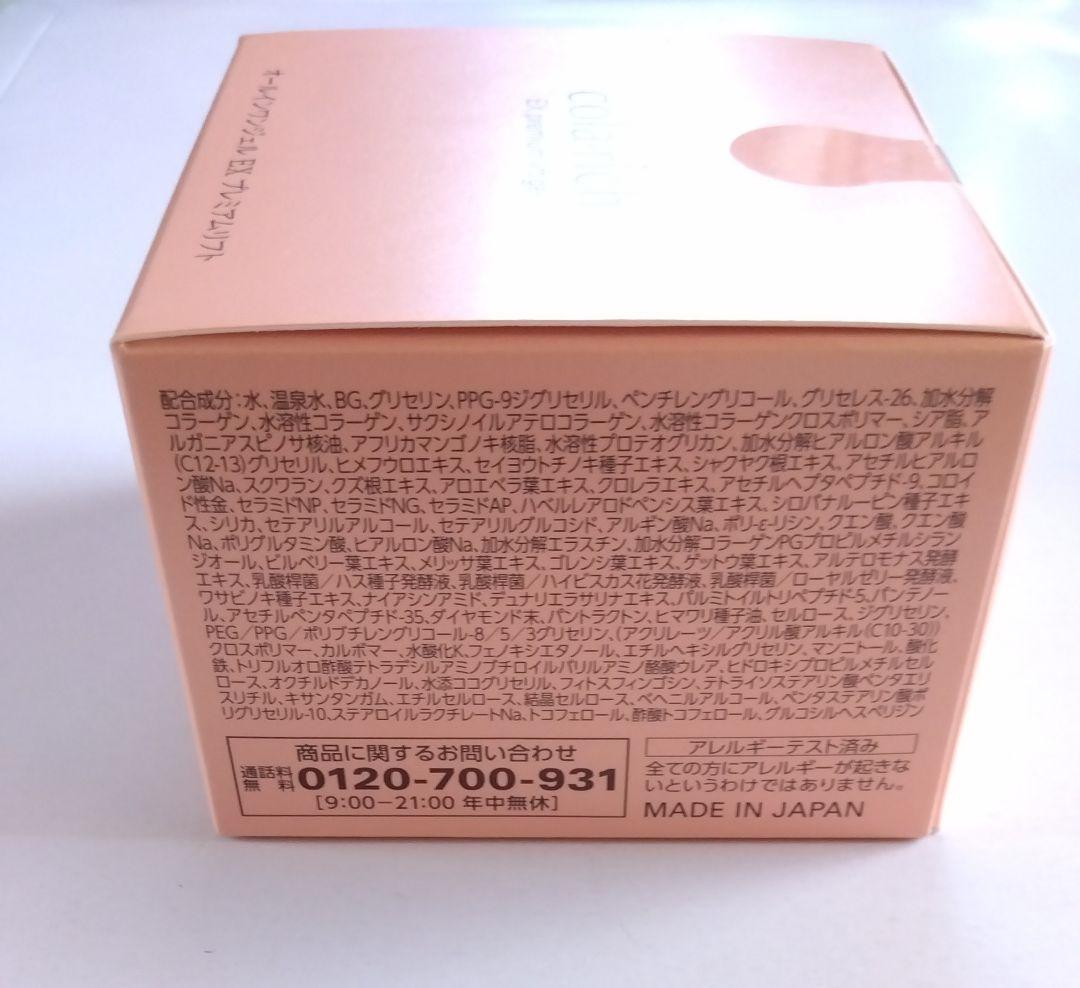 オールインワンジェル EX プレミアムリフト
colarich
配合成分：水、温泉水、BG、グリセリン、PPG-9ジグリセリル、ペンチレングリコール、グリセレス-26、加水分解
コラーゲン、水溶性コラーゲン、サクシノイルアテロコラーゲン、水溶性コラーゲンクロスポリマー、シア脂、ア
ルガニアスピノサ核油、アフリカマンゴノキ核脂、水溶性プロテオグリカン、加水分解ヒアルロン酸アルキル
(C12-13)グリセリル、ヒメフウロエキス、セイヨウトチノキ種子エキス、シャクヤク根エキス、アセチルヒアルロ
ン酸Na、スクワラン、クズ根エキス、アロエベラ葉エキス、クロレラエキス、アセチルヘプタペプチド-9、コロイ
ド性金、セラミドNP、セラミドNG、セラミドAP、ハベルレアロドペンシス葉エキス、シロバナルーピン種子エキ
ス、シリカ、セテアリルアルコール、セテアリルグルコシド、アルギン酸Na、ポリ-ε-リシン、クエン酸、クエン酸
Na、ポリグルタミン酸、ヒアルロン酸Na、加水分解エラスチン、加水分解コラーゲンPGプロピルメチルシラン
ジオール、ビルベリー葉エキス、メリッサ葉エキス、ゴレンシ葉エキス、ゲットウ葉エキス、アルテロモナス発酵
エキス、乳酸桿菌／ハス種子発酵液、乳酸桿菌／ハイビスカス花発酵液、乳酸桿菌／ローヤルゼリー発酵液、
ワサビノキ種子エキス、ナイアシンアミド、デュナリエラサリナエキス、パルミトイルトリペプチド-5、パンテノー
ル、アセチルペンタペプチド-35、ダイヤモンド末、パントラクトン、ヒマワリ種子油、セルロース、ジグリセリン、
PEG／PPG／ポリブチレングリコール-8／5／3グリセリン、(アクリレーツ／アクリル酸アルキル(C10-30))
クロスポリマー、カルボマー、水酸化K、フェノキシエタノール、エチルヘキシルグリセリン、マンニトール、酸化
鉄、トリフルオロ酢酸テトラデシルアミノブチロイルバリルアミノ酪酸ウレア、ヒドロキシプロピルメチルセル
ロース、オクチルドデカノール、水添ココグリセリル、フィトスフィンゴシン、テトライソステアリン酸ペンタエリ
スリチル、キサンタンガム、エチルセルロース、結晶セルロース、ベヘニルアルコール、ペンタステアリン酸ポ
リグリセリル-10、ステアロイルラクチレートNa、トコフェロール、酢酸トコフェロール、グルコシルヘスペリジン
商品に関するお問い合わせ
通話料無料 0120-700-931
[9:00－21:00 年中無休]
アレルギーテスト済み
全ての方にアレルギーが起きな
いというわけではありません。
MADE IN JAPAN